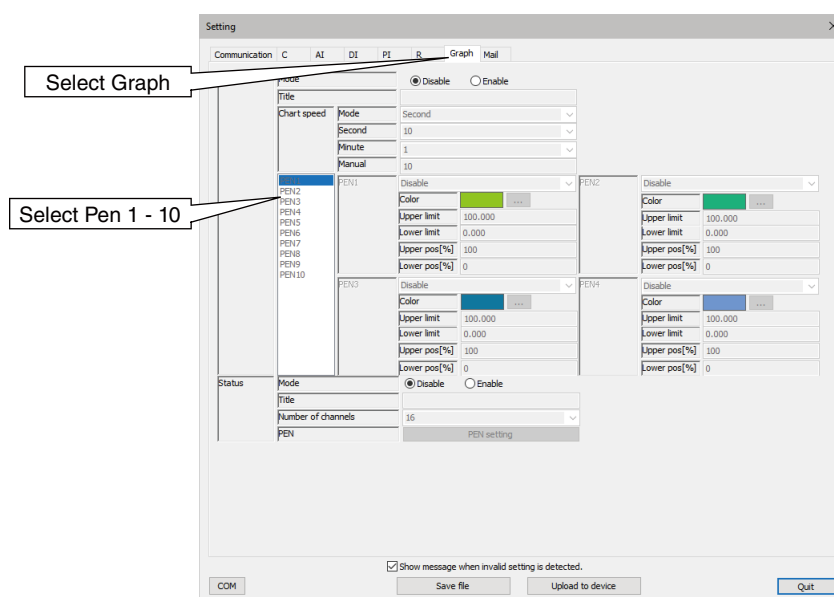 Setting
Communication C AI DI PI R Graph Mail
Select Graph
Mode Disable Enable
Title
Chart speed Mode Second
Second 10
Minute 1
Manual 10
Select Pen 1 - 10
PEN1
PEN2
PEN3
PEN4
PEN5
PEN6
PEN7
PEN8
PEN9
PEN10
PEN1 Disable
Color ...
Upper limit 100.000
Lower limit 0.000
Upper pos[%] 100
Lower pos[%] 0
PEN2 Disable
Color ...
Upper limit 100.000
Lower limit 0.000
Upper pos[%] 100
Lower pos[%] 0
PEN3 Disable
Color ...
Upper limit 100.000
Lower limit 0.000
Upper pos[%] 100
Lower pos[%] 0
PEN4 Disable
Color ...
Upper limit 100.000
Lower limit 0.000
Upper pos[%] 100
Lower pos[%] 0
Status Mode Disable Enable
Title
Number of channels 16
PEN PEN setting
Show message when invalid setting is detected.
COM Save file Upload to device Quit